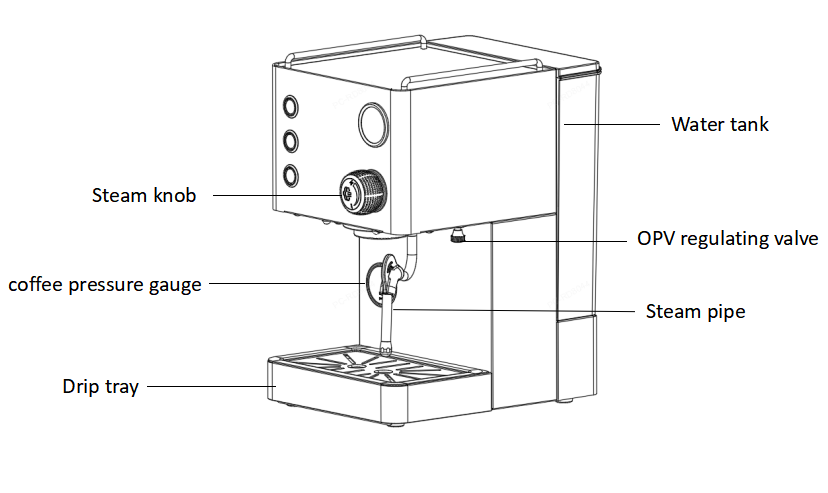 Water tank
Steam knob
OPV regulating valve
coffee pressure gauge
Steam pipe
Drip tray